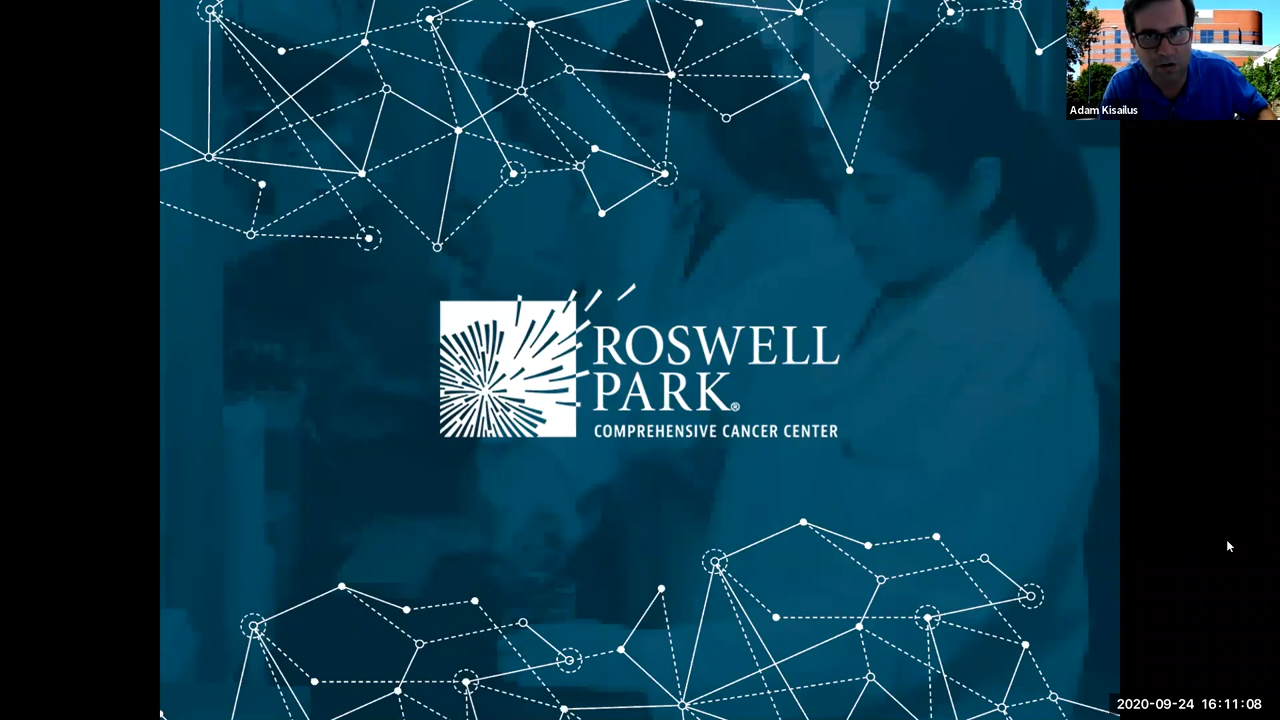 Adam Kisailus
ROSWELL
PARK®
COMPREHENSIVE CANCER CENTER
2020-09-24 16:11:08